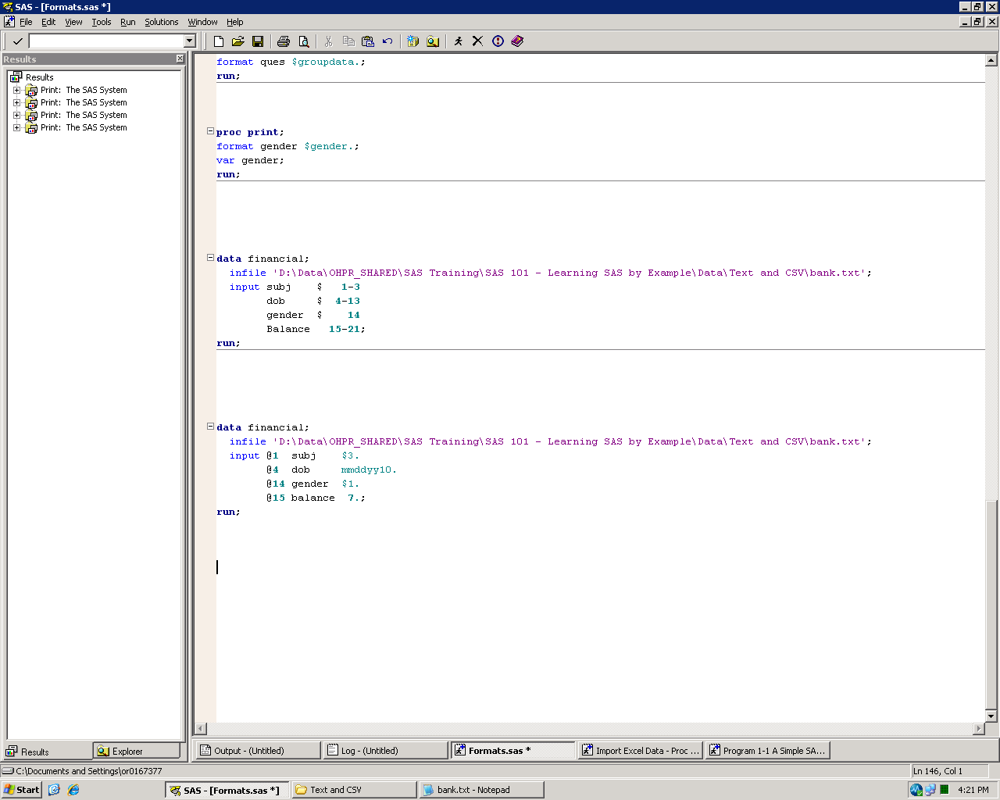 SAS - [Formats.sas *]
File Edit View Tools Run Solutions Window Help
Results
Results
Print: The SAS System
Print: The SAS System
Print: The SAS System
Print: The SAS System
format ques $groupdata.;
run;
proc print;
format gender $gender.;
var gender;
run;
data financial;
infile 'D:\Data\OHPR_SHARED\SAS Training\SAS 101 - Learning SAS by Example\Data\Text and CSV\bank.txt';
input subj $ 1-3
dob $ 4-13
gender $ 14
Balance 15-21;
run;
data financial;
infile 'D:\Data\OHPR_SHARED\SAS Training\SAS 101 - Learning SAS by Example\Data\Text and CSV\bank.txt';
input @1 subj $3.
@4 dob mmddyy10.
@14 gender $1.
@15 balance 7.;
run;
Results Explorer
Output - (Untitled) Log - (Untitled) Formats.sas * Import Excel Data - Proc ... Program 1-1 A Simple SA...
C:\Documents and Settings\or0167377 Ln 146, Col 1
Start SAS - [Formats.sas *] Text and CSV bank.txt - Notepad 4:21 PM